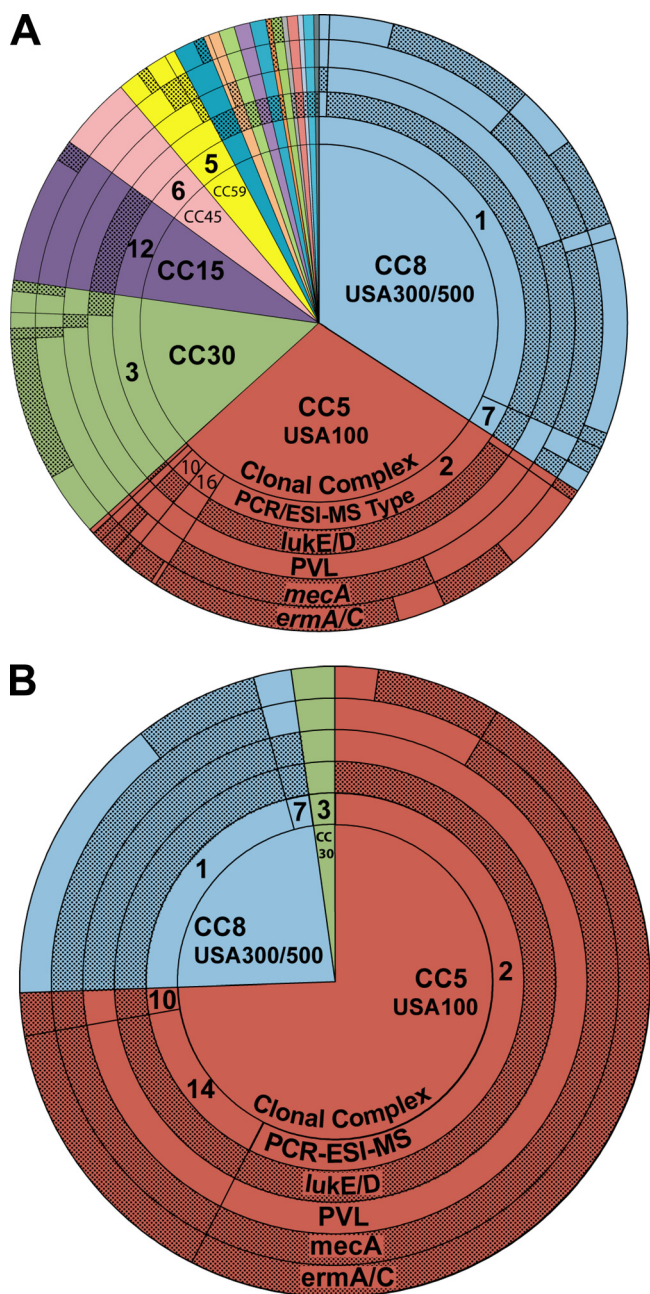 A
5
CC59
6
CC45
1
12
CC15
CC8
USA300/500
CC30
3
CC5
USA100
7
10
16
2
Clonal Complex
PCR/ESI-MS Type
lukE/D
PVL
mecA
ermA/C
B
7
3
CC
30
1
CC8
USA300/500
CC5
USA100
2
10
14
Clonal Complex
PCR-ESI-MS
lukE/D
PVL
mecA
ermA/C